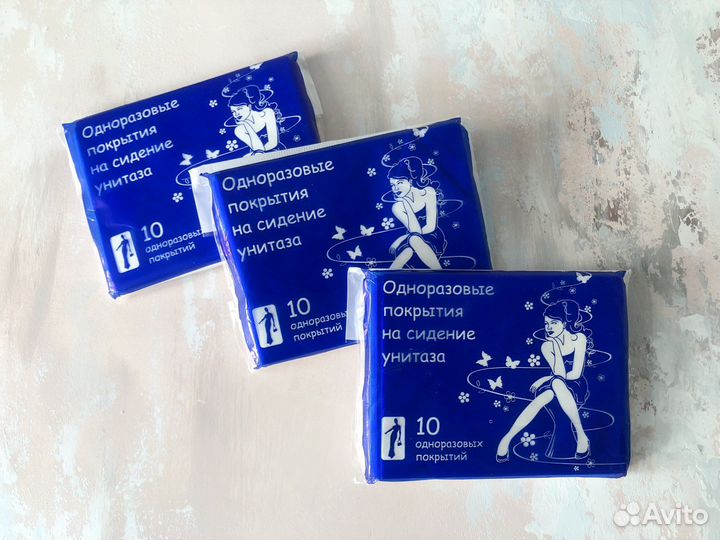 Одноразовые
покрытия
на сидение
унитаза
10
одноразовых
покрытий
Одноразовые
покрытия
на сидение
унитаза
10
одноразовы
покрытий
Одноразовые
покрытия
на сидение
унитаза
10
одноразовых
покрытий
Avito